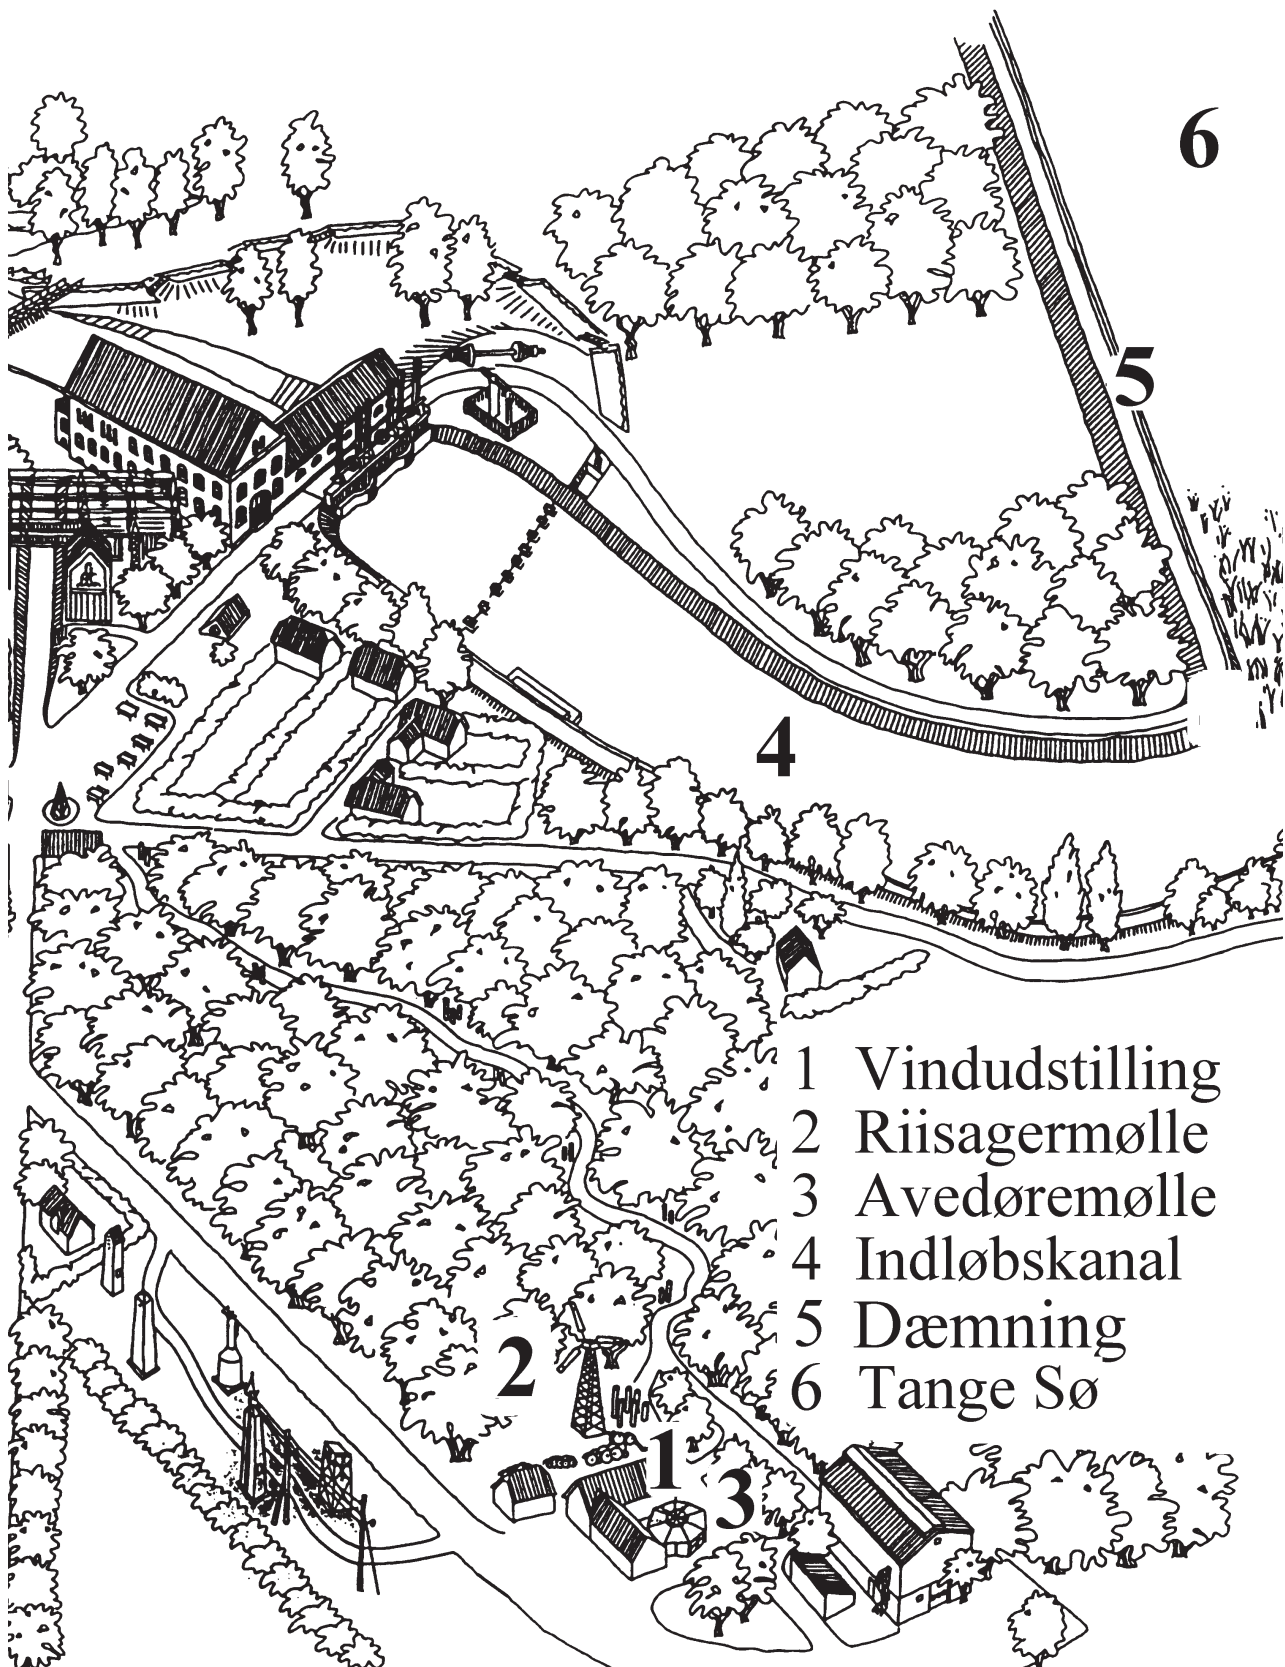 6
5
4
1 Vindudstilling
2 Riisagermølle
3 Avedøremølle
4 Indløbskanal
5 Dæmning
6 Tange Sø
2
1
3